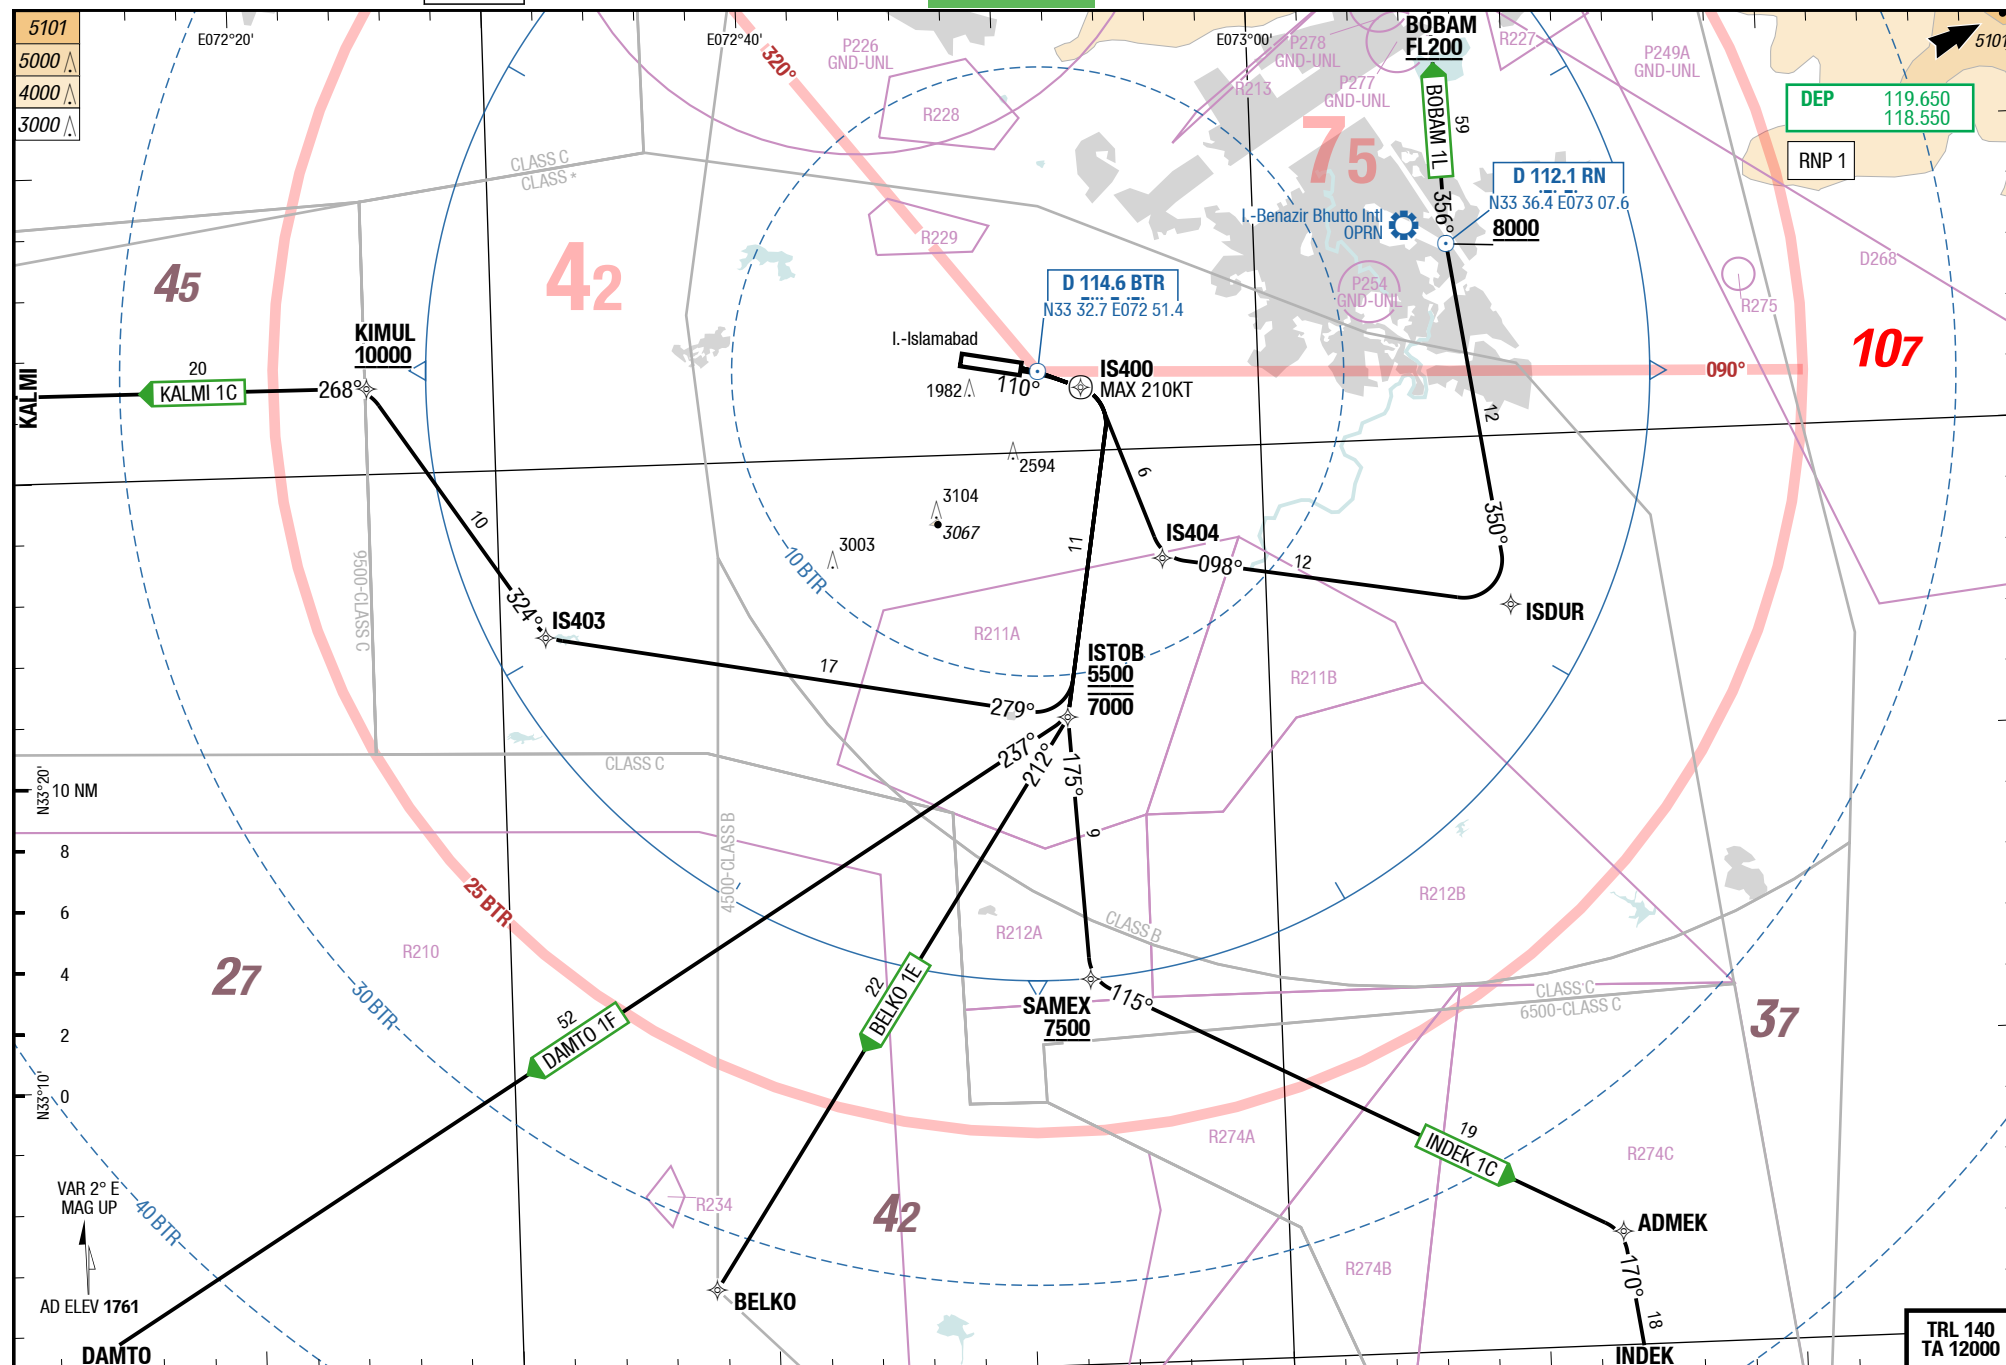 5101
5000
4000
3000
E072°20'
E072°40'
E073°00'
320°
P226
GND-UNL
R228
R229
CLASS C
CLASS *
P278
GND-UNL
P277
GND-UNL
R213
R227
P249A
GND-UNL
5101
BOBAM
FL200
BOBAM 1L
59
356°
75
DEP 119.650
118.550
RNP 1
D 112.1 RN
N33 36.4 E073 07.6
8000
I.-Benazir Bhutto Intl
OPRN
P254
GND-UNL
D268
R275
107
45
42
D 114.6 BTR
N33 32.7 E072 51.4
I.-Islamabad
1982
110°
IS400
MAX 210KT
090°
KIMUL
10000
20
KALMI 1C
268°
KALMI
2594
3104
3067
3003
10
324°
IS403
17
279°
9500-CLASS C
10 BTR
11
6
IS404
098°
12
12
350°
ISDUR
R211A
R211B
ISTOB
5500
7000
237°
212°
175°
9
CLASS C
4500-CLASS B
N33°20'
10 NM
8
6
4
2
0
N33°10'
25 BTR
R210
27
30 BTR
40 BTR
52
DAMTO 1F
22
BELKO 1E
R212A
R212B
CLASS B
SAMEX
7500
115°
CLASS C
6500-CLASS C
37
R274A
R274B
R274C
19
INDEK 1C
ADMEK
170°
18
INDEK
R234
42
BELKO
VAR 2° E
MAG UP
AD ELEV 1761
DAMTO
TRL 140
TA 12000